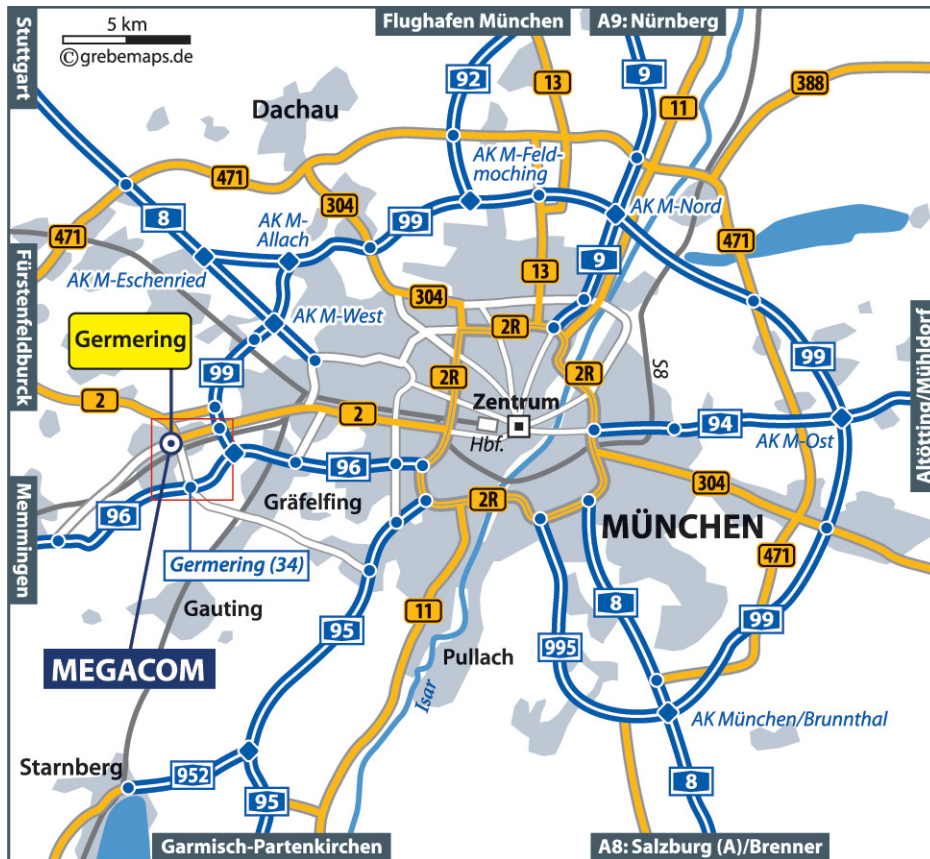 Stuttgart
5 km
©grebemaps.de
Flughafen München
A9: Nürnberg
92
13
9
11
388
Dachau
471
AK M-Feld-
moching
304
8
AK M-
Allach
99
AK M-Nord
471
471
9
13
AK M-Eschenried
304
Fürstenfeldburck
AK M-West
2R
Germering
99
2R
2R
S8
99
Altötting/Mühldorf
2
2
Zentrum
Hbf.
94
AK M-Ost
96
Memmingen
96
Gräfelfing
2R
304
MÜNCHEN
Germering (34)
471
Gauting
11
8
99
95
995
MEGACOM
Pullach
Isar
AK München/Brunnthal
Starnberg
952
8
95
Garmisch-Partenkirchen
A8: Salzburg (A)/Brenner